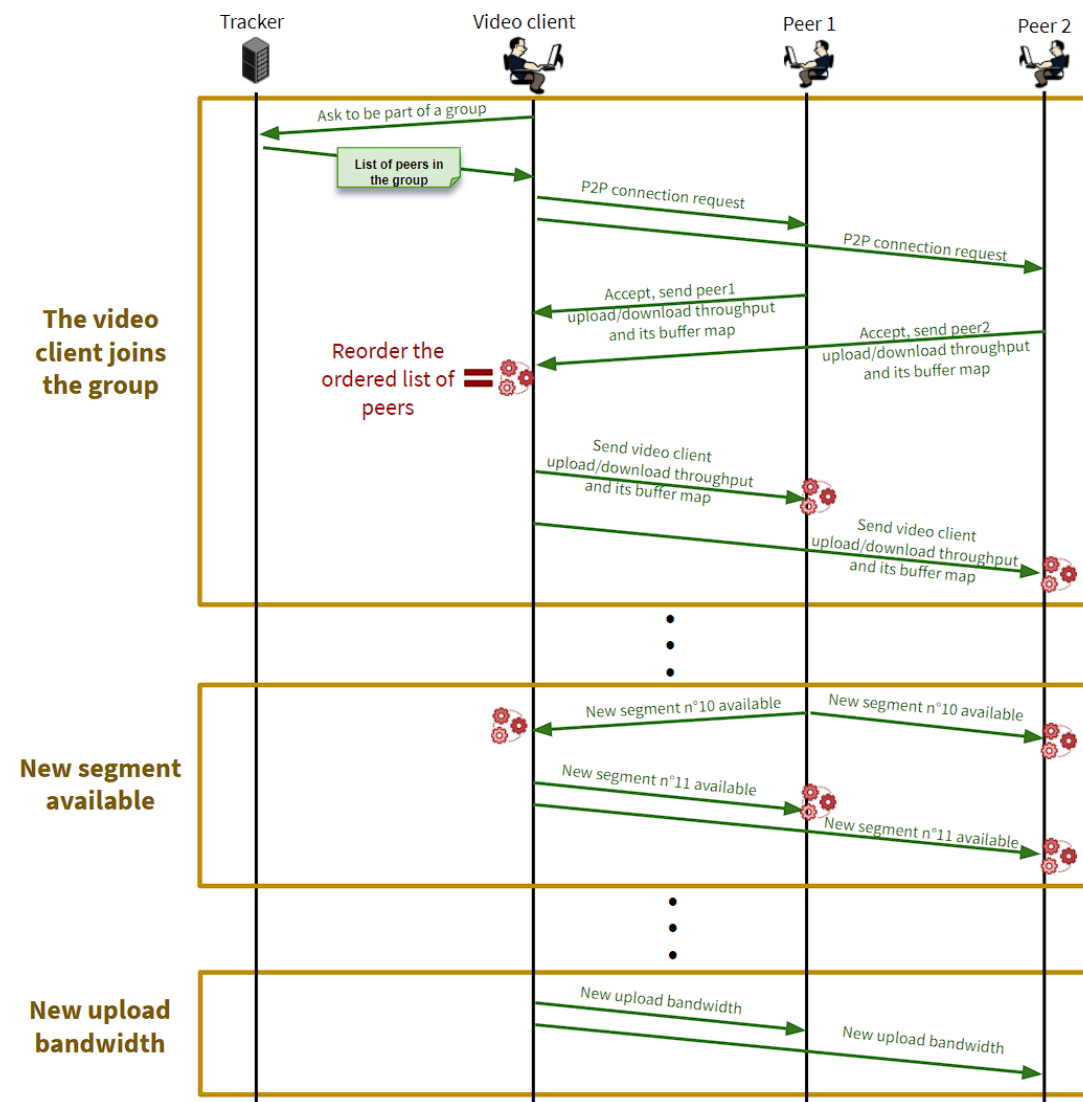 Tracker
Video client
Peer 1
Peer 2
Ask to be part of a group
List of peers in
the group
P2P connection request
P2P connection request
The video
client joins
the group
Accept, send peer1
upload/download throughput
and its buffer map
Accept, send peer2
upload/download throughput
and its buffer map
Reorder the
ordered list of
peers
=
Send video client
upload/download throughput
and its buffer map
Send video client
upload/download throughput
and its buffer map
New segment
available
New segment n°10 available
New segment n°10 available
New segment n°11 available
New segment n°11 available
New upload
bandwidth
New upload bandwidth
New upload bandwidth